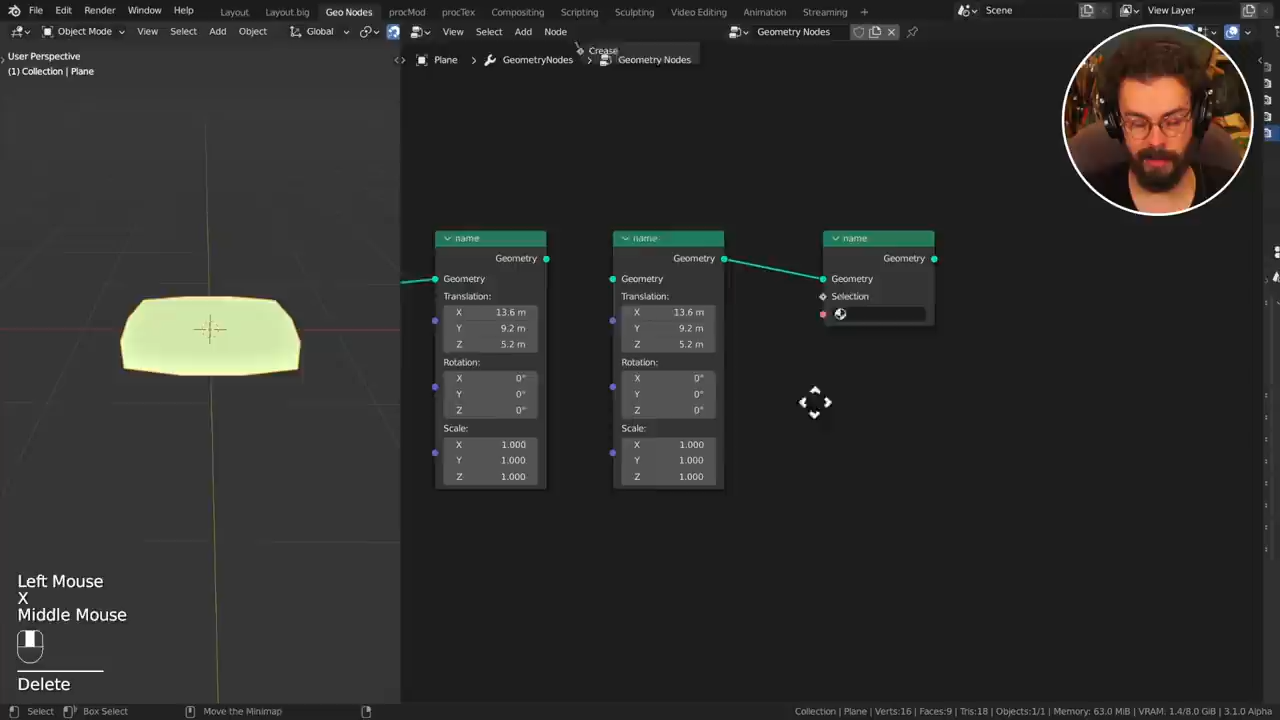 File Edit Render Window Help Layout Layout.big Geo Nodes procMod procTex Compositing Scripting Sculpting Video Editing Animation Streaming + Scene View Layer
Object Mode View Select Add Object Global View Select Add Node Geometry Nodes
User Perspective
(1) Collection | Plane
Crease
Plane GeometryNodes Geometry Nodes
name name name
Geometry Geometry Geometry
Geometry Geometry Geometry
Translation: Translation: Selection
X 13.6 m X 13.6 m
Y 9.2 m Y 9.2 m
Z 5.2 m Z 5.2 m
Rotation: Rotation:
X 0° X 0°
Y 0° Y 0°
Z 0° Z 0°
Scale: Scale:
X 1.000 X 1.000
Y 1.000 Y 1.000
Z 1.000 Z 1.000
Left Mouse
X
Middle Mouse
Delete
Select Box Select Move the Minimap Collection | Plane | Verts:16 | Faces:9 | Tris:18 | Objects:1/1 | Memory: 63.0 MiB | VRAM: 1.4/8.0 GiB | 3.1.0 Alpha